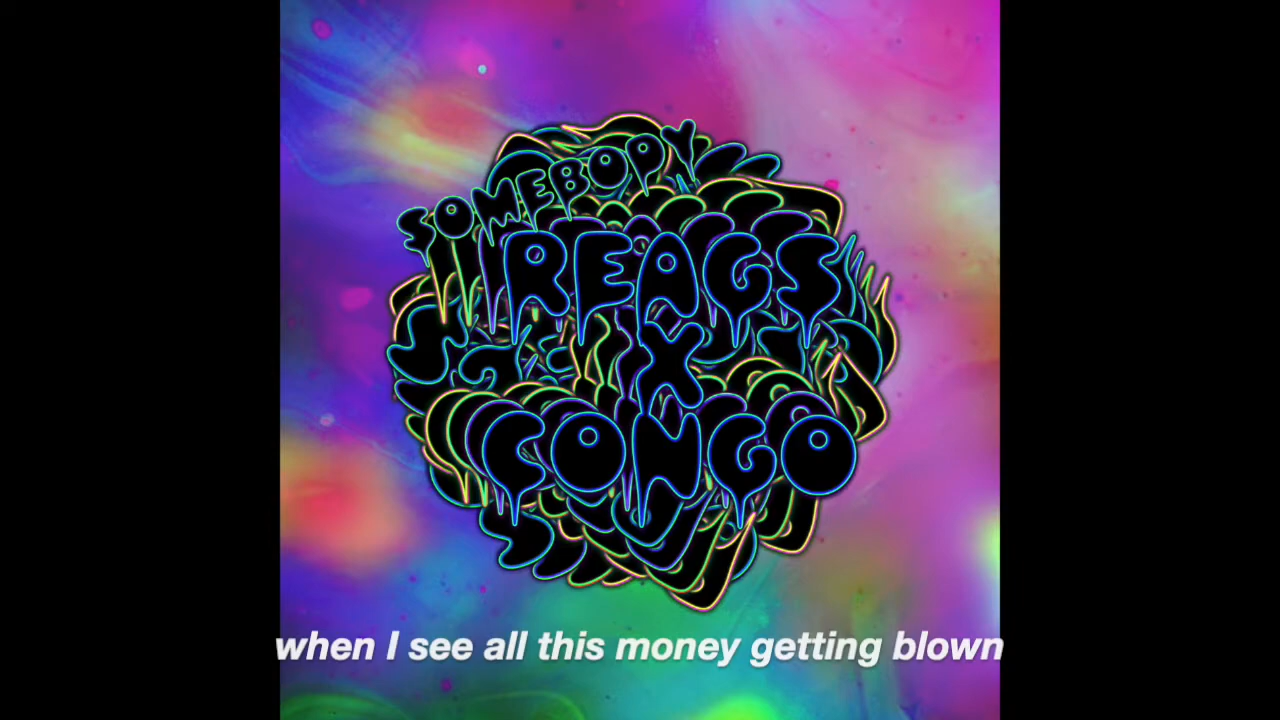 SOMEBODY
REAGS
X
CONGO
when I see all this money getting blown